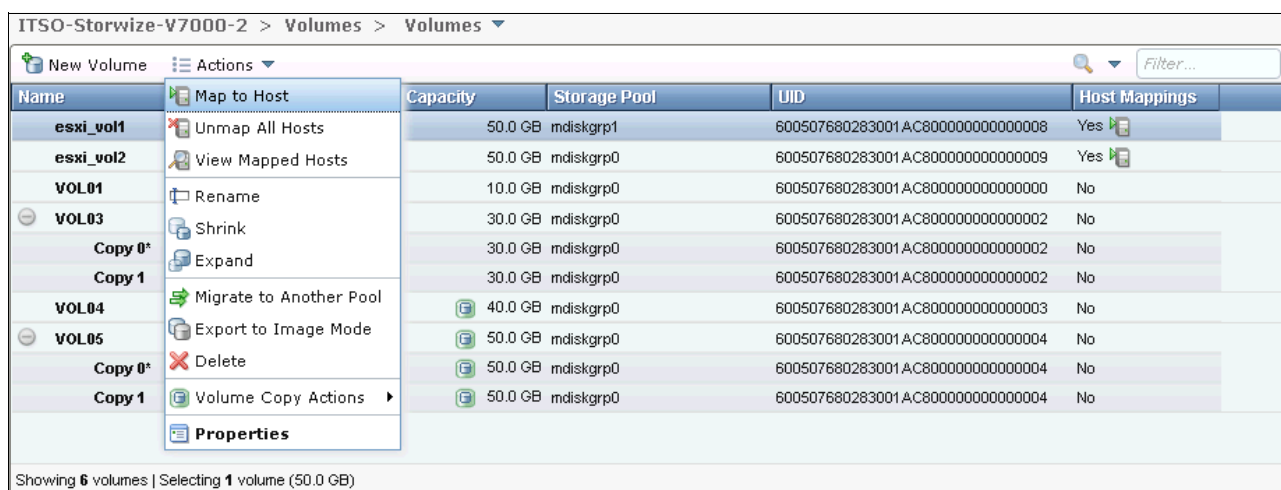 ITSO-Storwize-V7000-2 > Volumes > Volumes
New Volume Actions Filter...
Name Map to Host Capacity Storage Pool UID Host Mappings
esxi_vol1 Unmap All Hosts 50.0 GB mdiskgrp1 600507680283001AC800000000000008 Yes
esxi_vol2 View Mapped Hosts 50.0 GB mdiskgrp0 600507680283001AC800000000000009 Yes
VOL01 Rename 10.0 GB mdiskgrp0 600507680283001AC800000000000000 No
VOL03 Shrink 30.0 GB mdiskgrp0 600507680283001AC800000000000002 No
Copy 0* Expand 30.0 GB mdiskgrp0 600507680283001AC800000000000002 No
Copy 1 Migrate to Another Pool 30.0 GB mdiskgrp0 600507680283001AC800000000000002 No
VOL04 Export to Image Mode 40.0 GB mdiskgrp0 600507680283001AC800000000000003 No
VOL05 Delete 50.0 GB mdiskgrp0 600507680283001AC800000000000004 No
Copy 0* 50.0 GB mdiskgrp0 600507680283001AC800000000000004 No
Copy 1 Volume Copy Actions 50.0 GB mdiskgrp0 600507680283001AC800000000000004 No
Properties
Showing 6 volumes | Selecting 1 volume (50.0 GB)